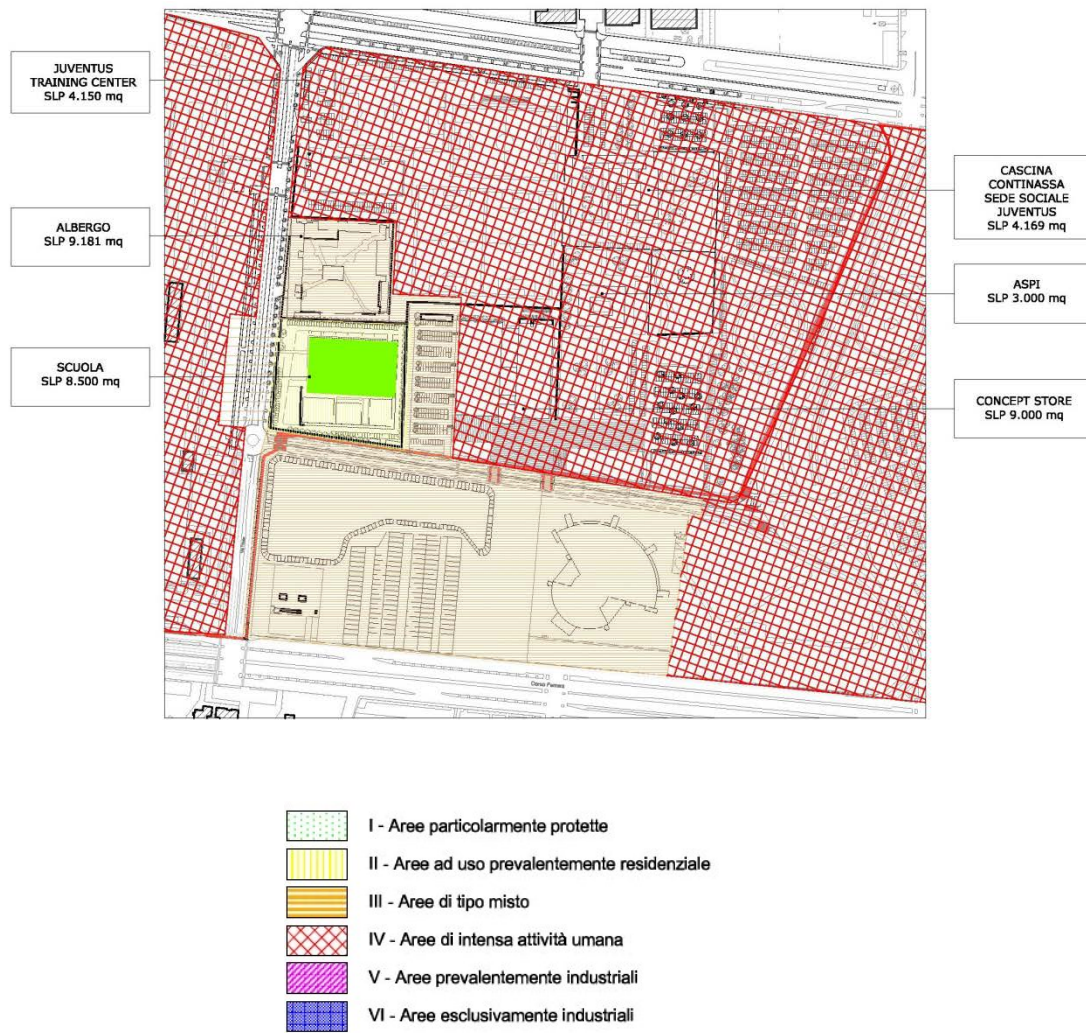 JUVENTUS
TRAINING CENTER
SLP 4.150 mq
ALBERGO
SLP 9.181 mq
SCUOLA
SLP 8.500 mq
CASCINA
CONTINASSA
SEDE SOCIALE
JUVENTUS
SLP 4.169 mq
ASPI
SLP 3.000 mq
CONCEPT STORE
SLP 9.000 mq
I - Aree particolarmente protette
II - Aree ad uso prevalentemente residenziale
III - Aree di tipo misto
IV - Aree di intensa attività umana
V - Aree prevalentemente industriali
VI - Aree esclusivamente industriali